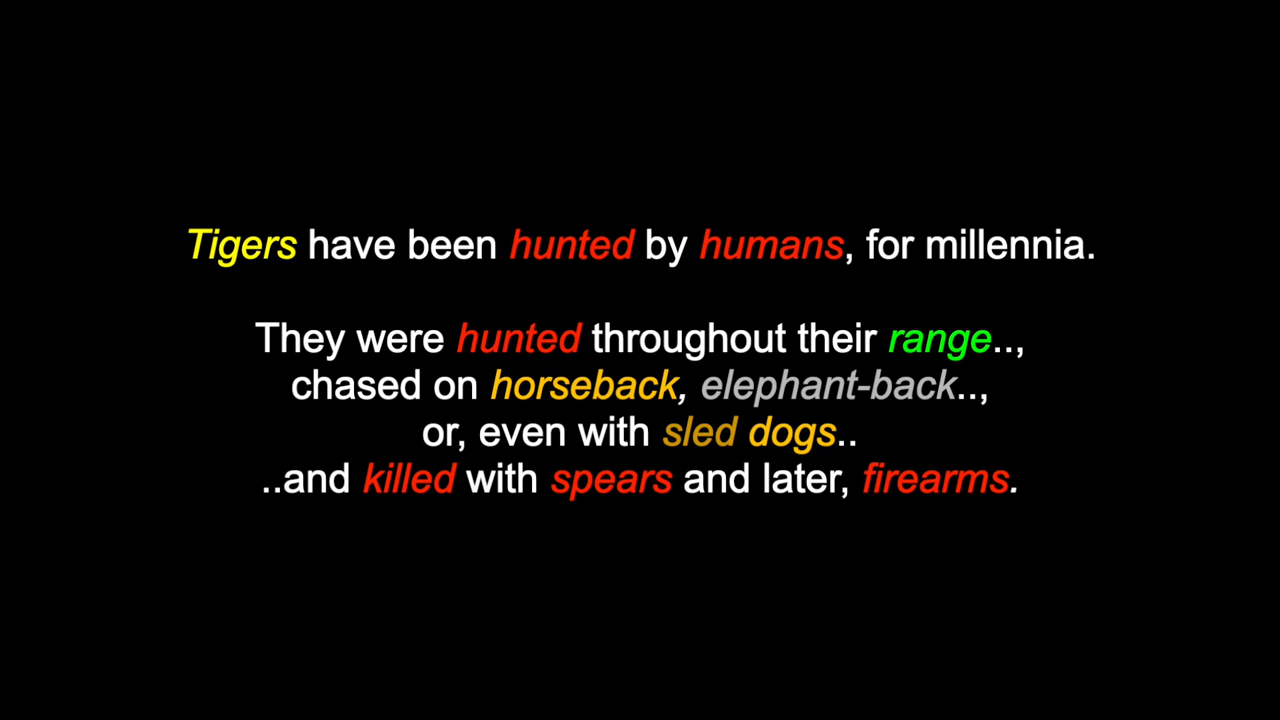 Tigers have been hunted by humans, for millennia.
They were hunted throughout their range..,
chased on horseback, elephant-back..,
or, even with sled dogs..
..and killed with spears and later, firearms.